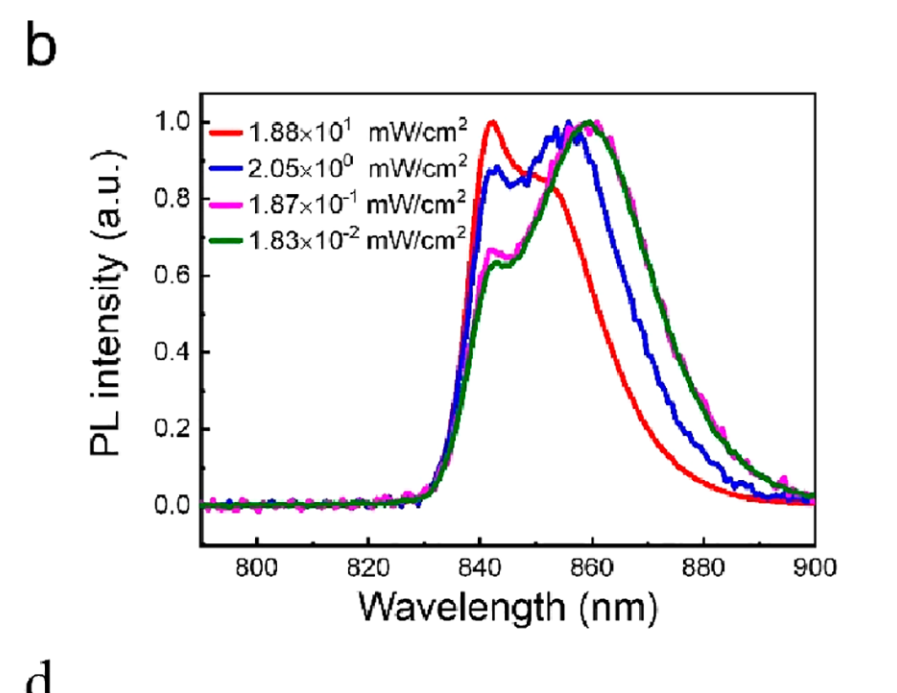 b
1.88×10¹ mW/cm²
2.05×10⁰ mW/cm²
1.87×10⁻¹ mW/cm²
1.83×10⁻² mW/cm²
1.0
0.8
0.6
0.4
0.2
0.0
PL intensity (a.u.)
800 820 840 860 880 900
Wavelength (nm)
d